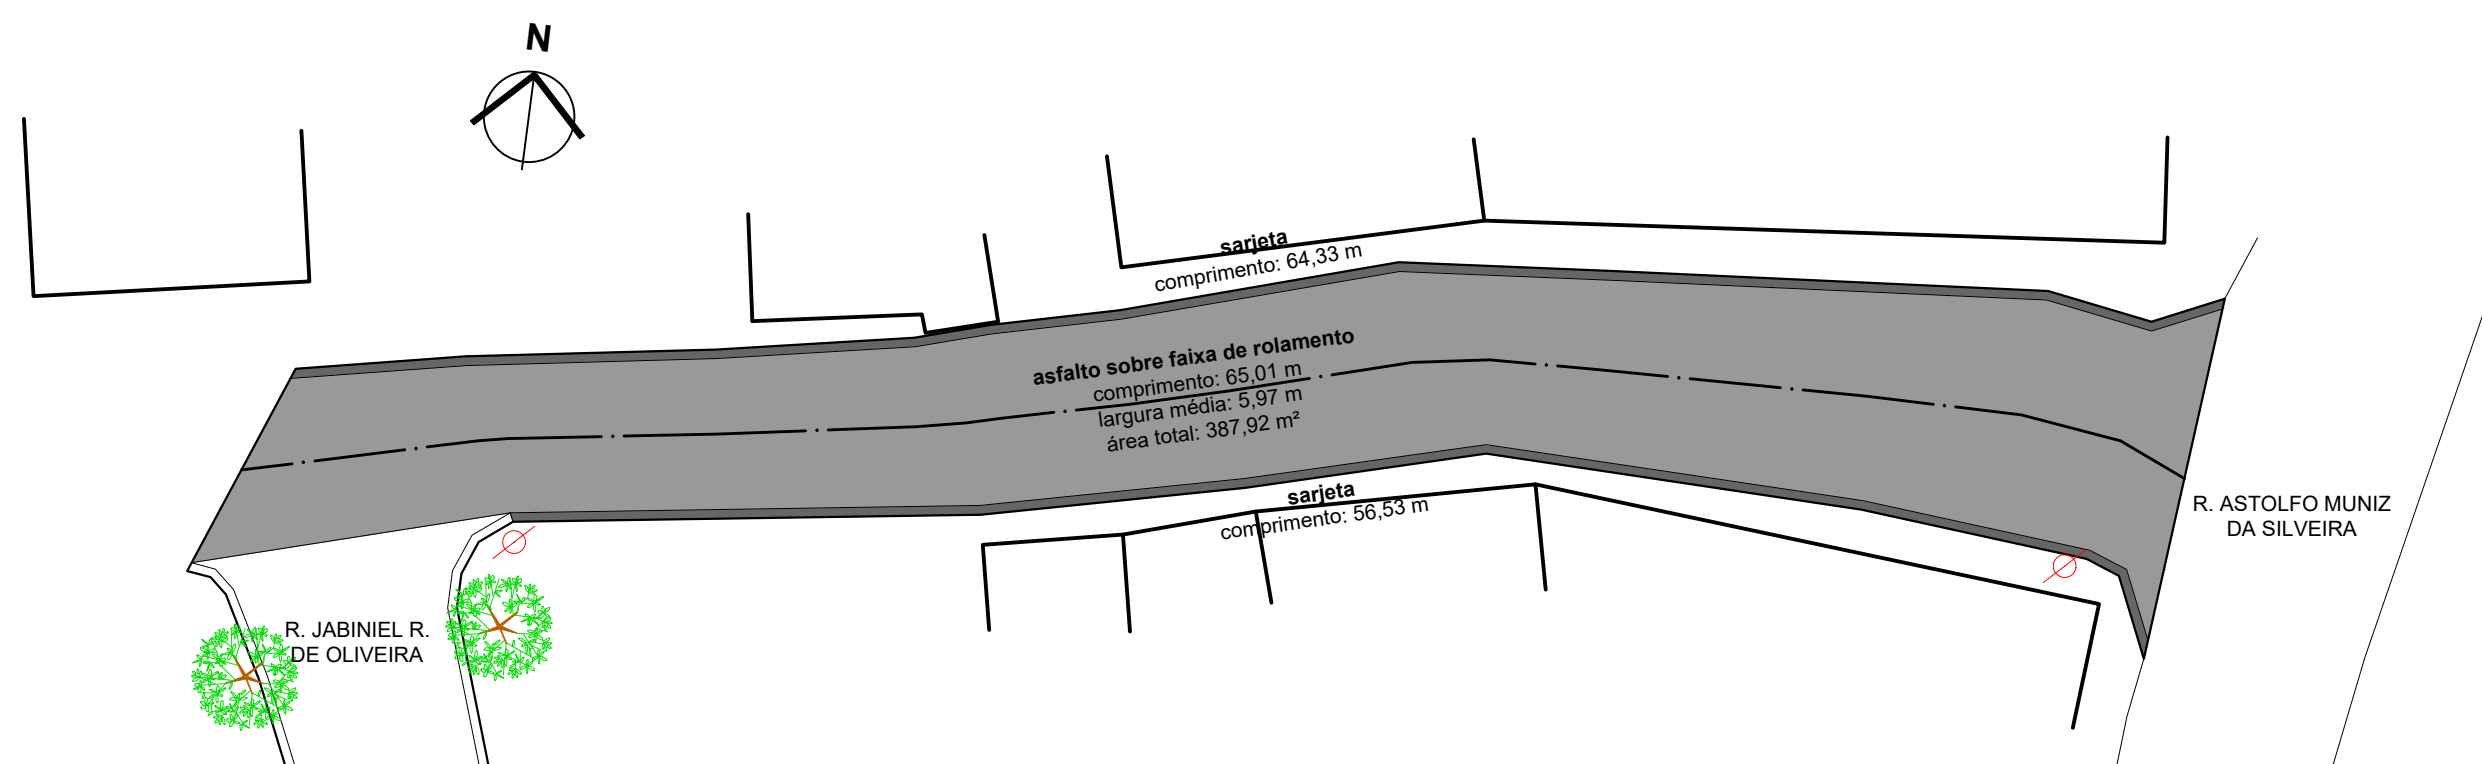 N
sarjeta
comprimento: 64,33 m
asfalto sobre faixa de rolamento
comprimento: 65,01 m
largura média: 5,97 m
área total: 387,92 m²
sarjeta
comprimento: 56,53 m
R. ASTOLFO MUNIZ
DA SILVEIRA
R. JABINIEL R.
DE OLIVEIRA